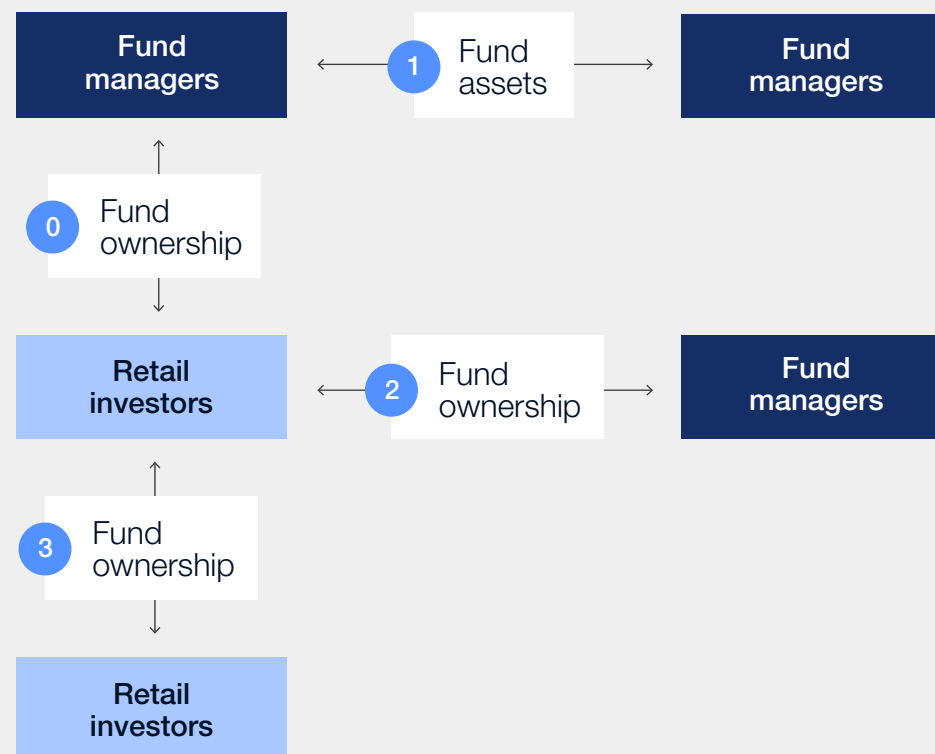 Fund
managers
1
Fund
assets
Fund
managers
0
Fund
ownership
Retail
investors
2
Fund
ownership
Fund
managers
3
Fund
ownership
Retail
investors